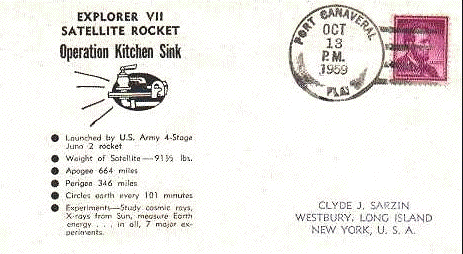 EXPLORER VII
SATELLITE ROCKET
Operation Kitchen Sink
Launched by U.S. Army 4-Stage
Juno 2 rocket
Weight of Satellite—91½ lbs.
Apogee 664 miles
Perigee 346 miles
Circles earth every 101 minutes
Experiments—Study cosmic rays,
X-rays from Sun, measure Earth
energy . . . in all, 7 major ex-
periments.
PORT CANAVERAL
OCT
13
P.M.
1959
FLA.
CLYDE J. SARZIN
WESTBURY, LONG ISLAND
NEW YORK, U. S. A.